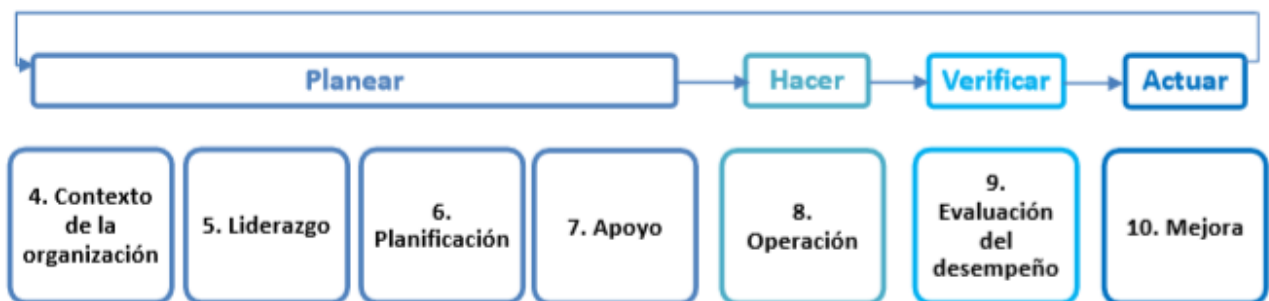 Planear
Hacer
Verificar
Actuar
4. Contexto
de la
organización
5. Liderazgo
6.
Planificación
7. Apoyo
8.
Operación
9.
Evaluación
del
desempeño
10. Mejora